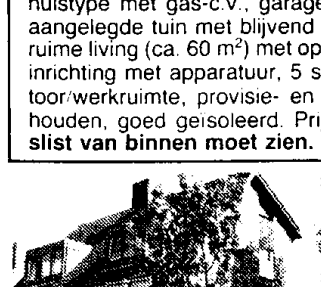 huistype met gas-c.v., garage
aangelegde tuin met blijvend
ruime living (ca. 60 m²) met op
inrichting met apparatuur, 5 s
toor/werkruimte, provisie- en
houden, goed geïsoleerd. Pri
slist van binnen moet zien.